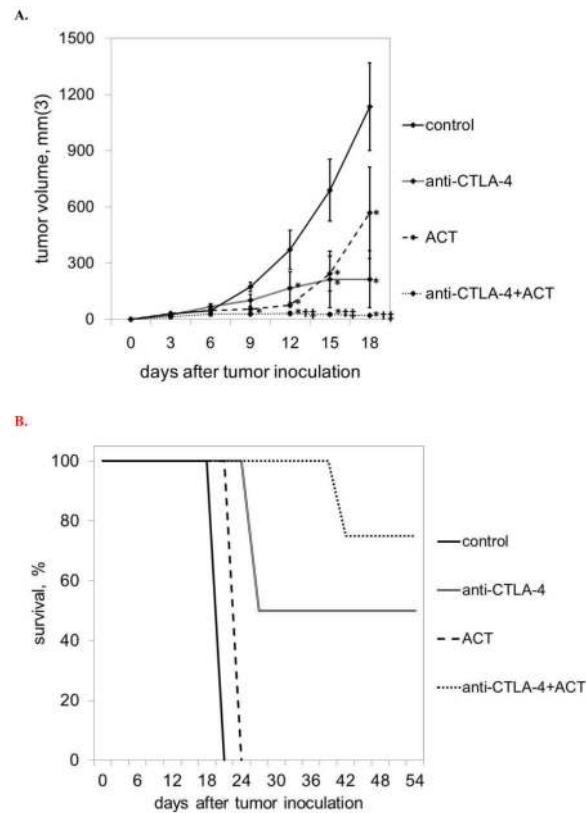 A.
1500
1200
900
600
300
0
tumor volume, mm(3)
*
*
*
*
*
*
*
*
*†‡
*†‡
*†‡
0 3 6 9 12 15 18
days after tumor inoculation
control
anti-CTLA-4
ACT
anti-CTLA-4+ACT
B.
100
80
60
40
20
0
survival, %
0 6 12 18 24 30 36 42 48 54
days after tumor inoculation
control
anti-CTLA-4
ACT
anti-CTLA-4+ACT